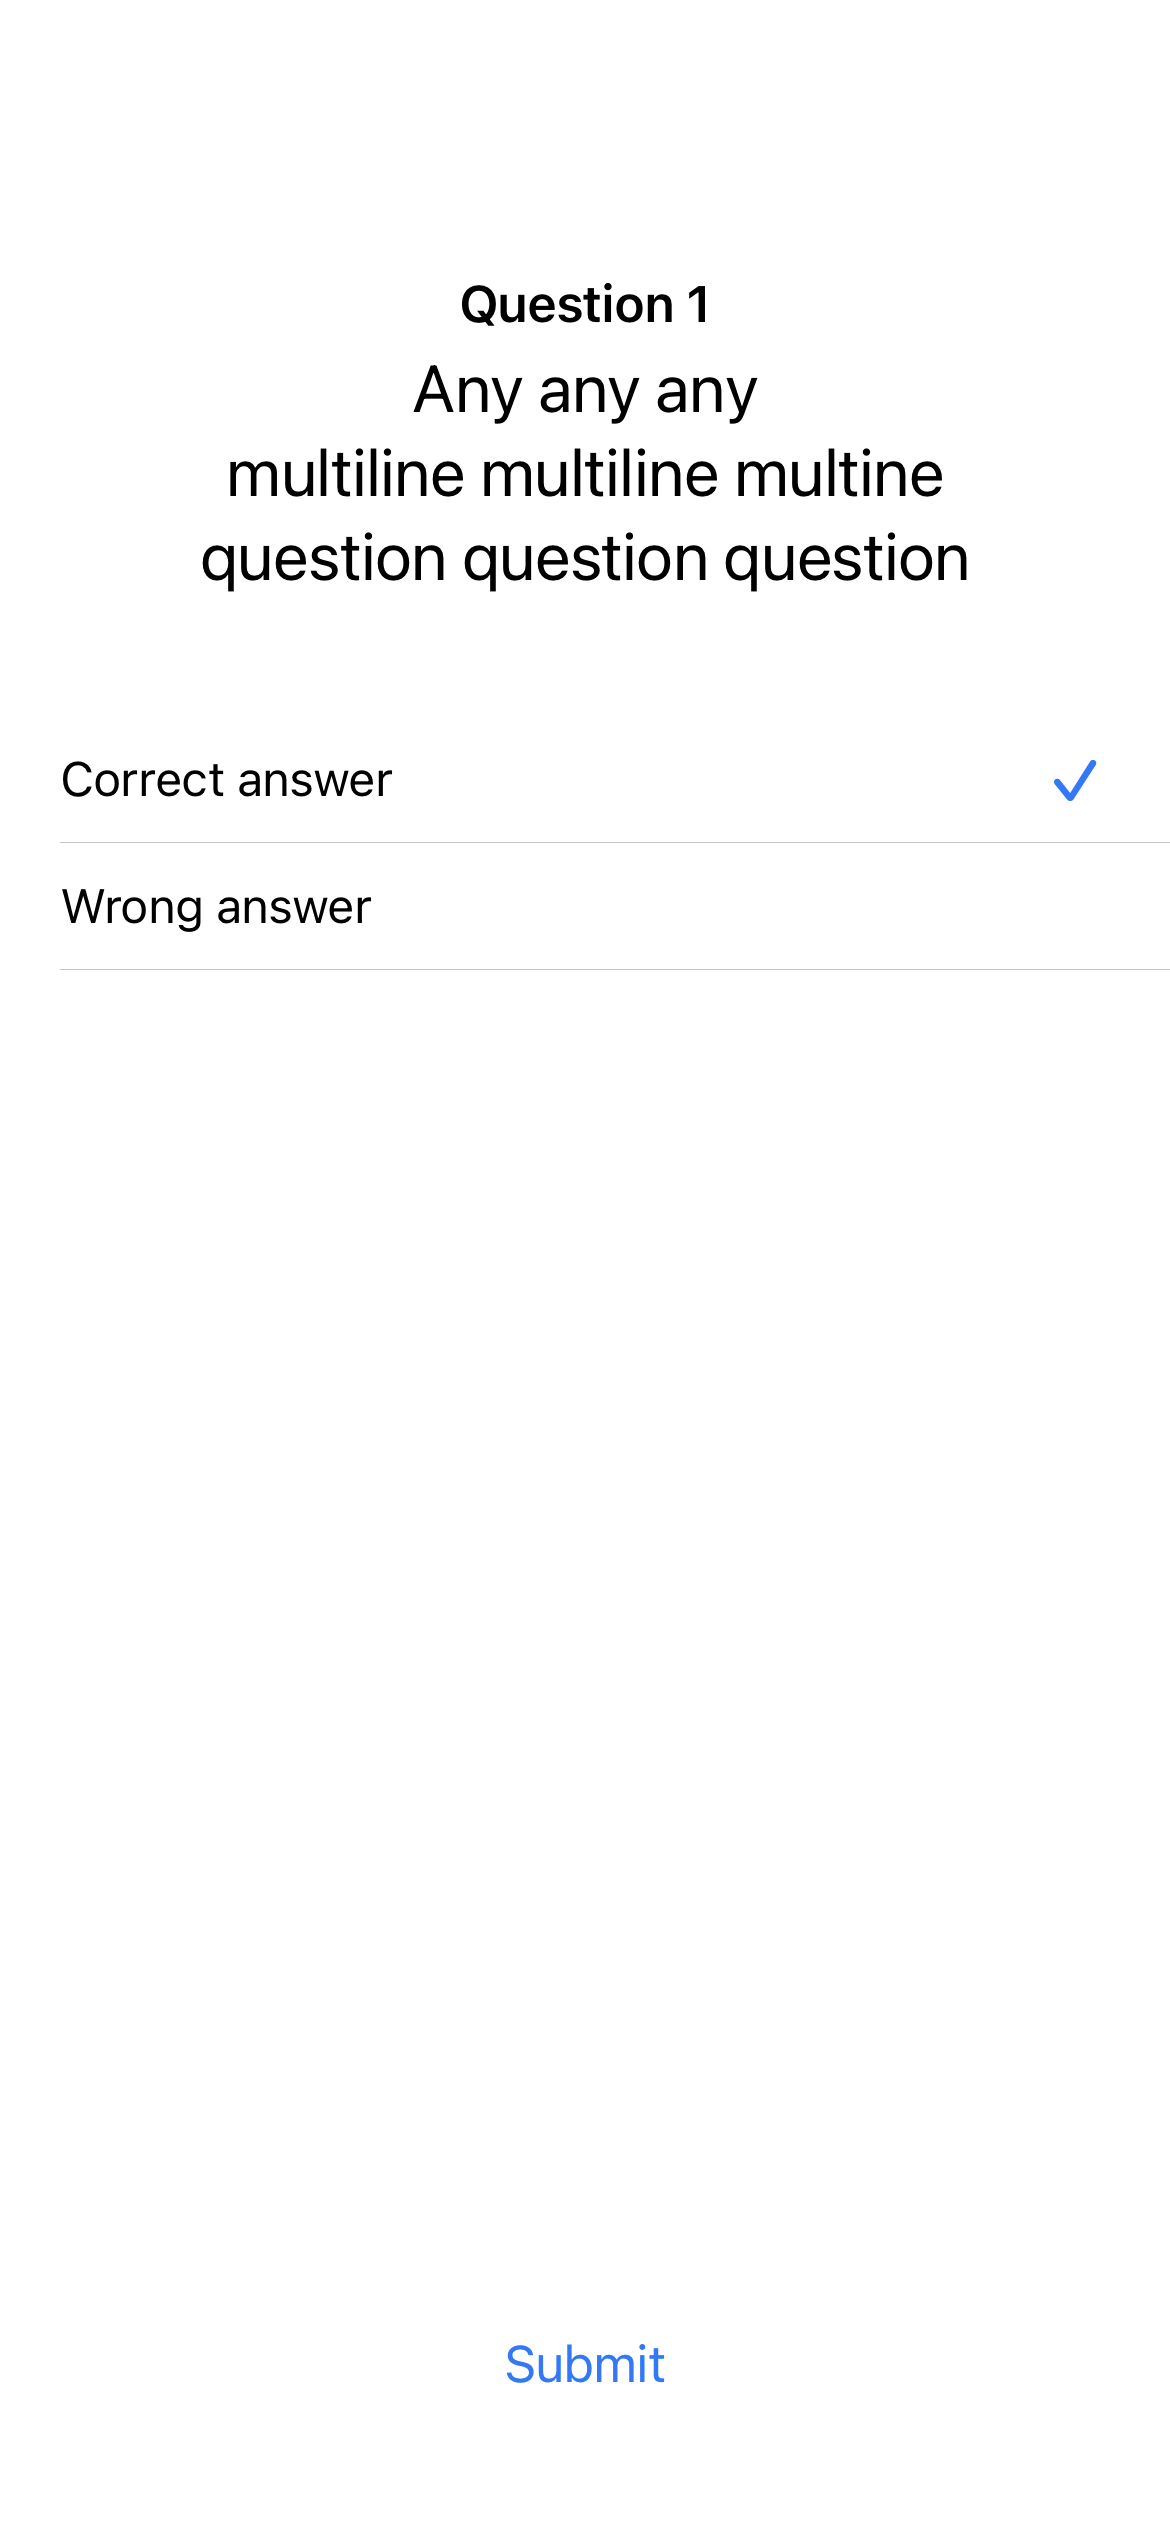 Question 1
Any any any
multiline multiline multine
question question question
Correct answer
Wrong answer
Submit